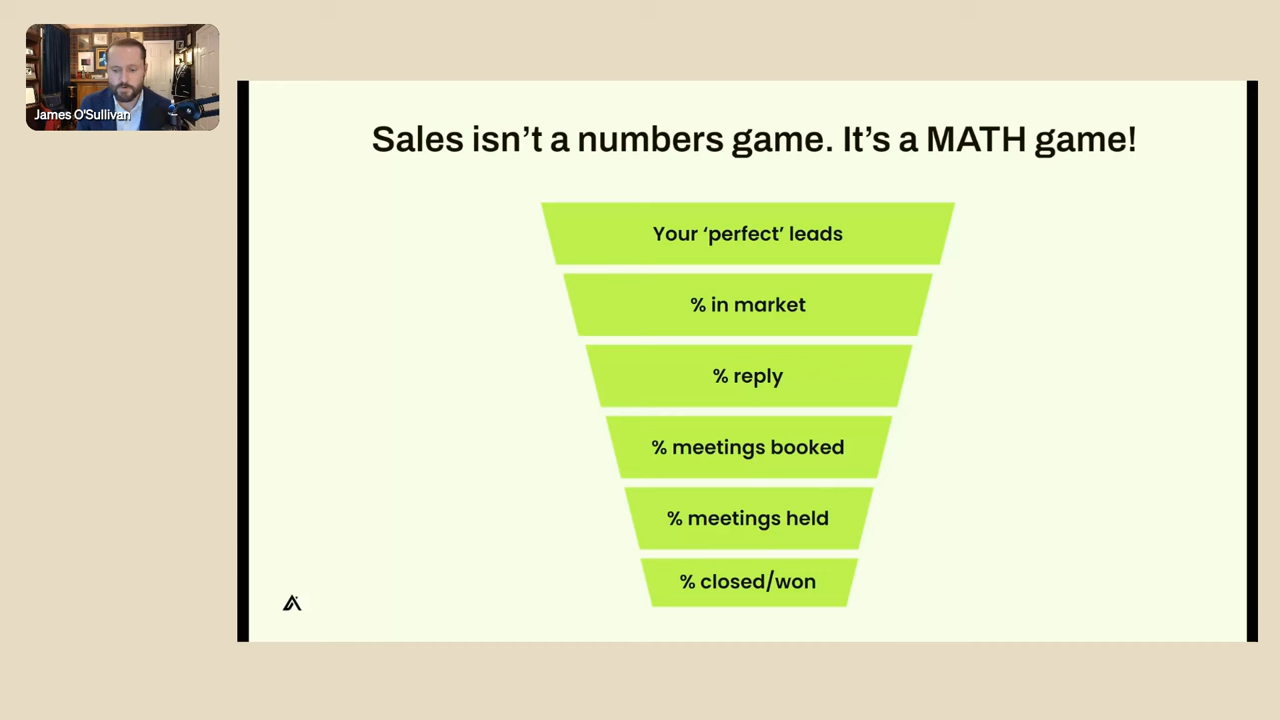 James O'Sullivan
Sales isn’t a numbers game. It’s a MATH game!
Your ‘perfect’ leads
% in market
% reply
% meetings booked
% meetings held
% closed/won